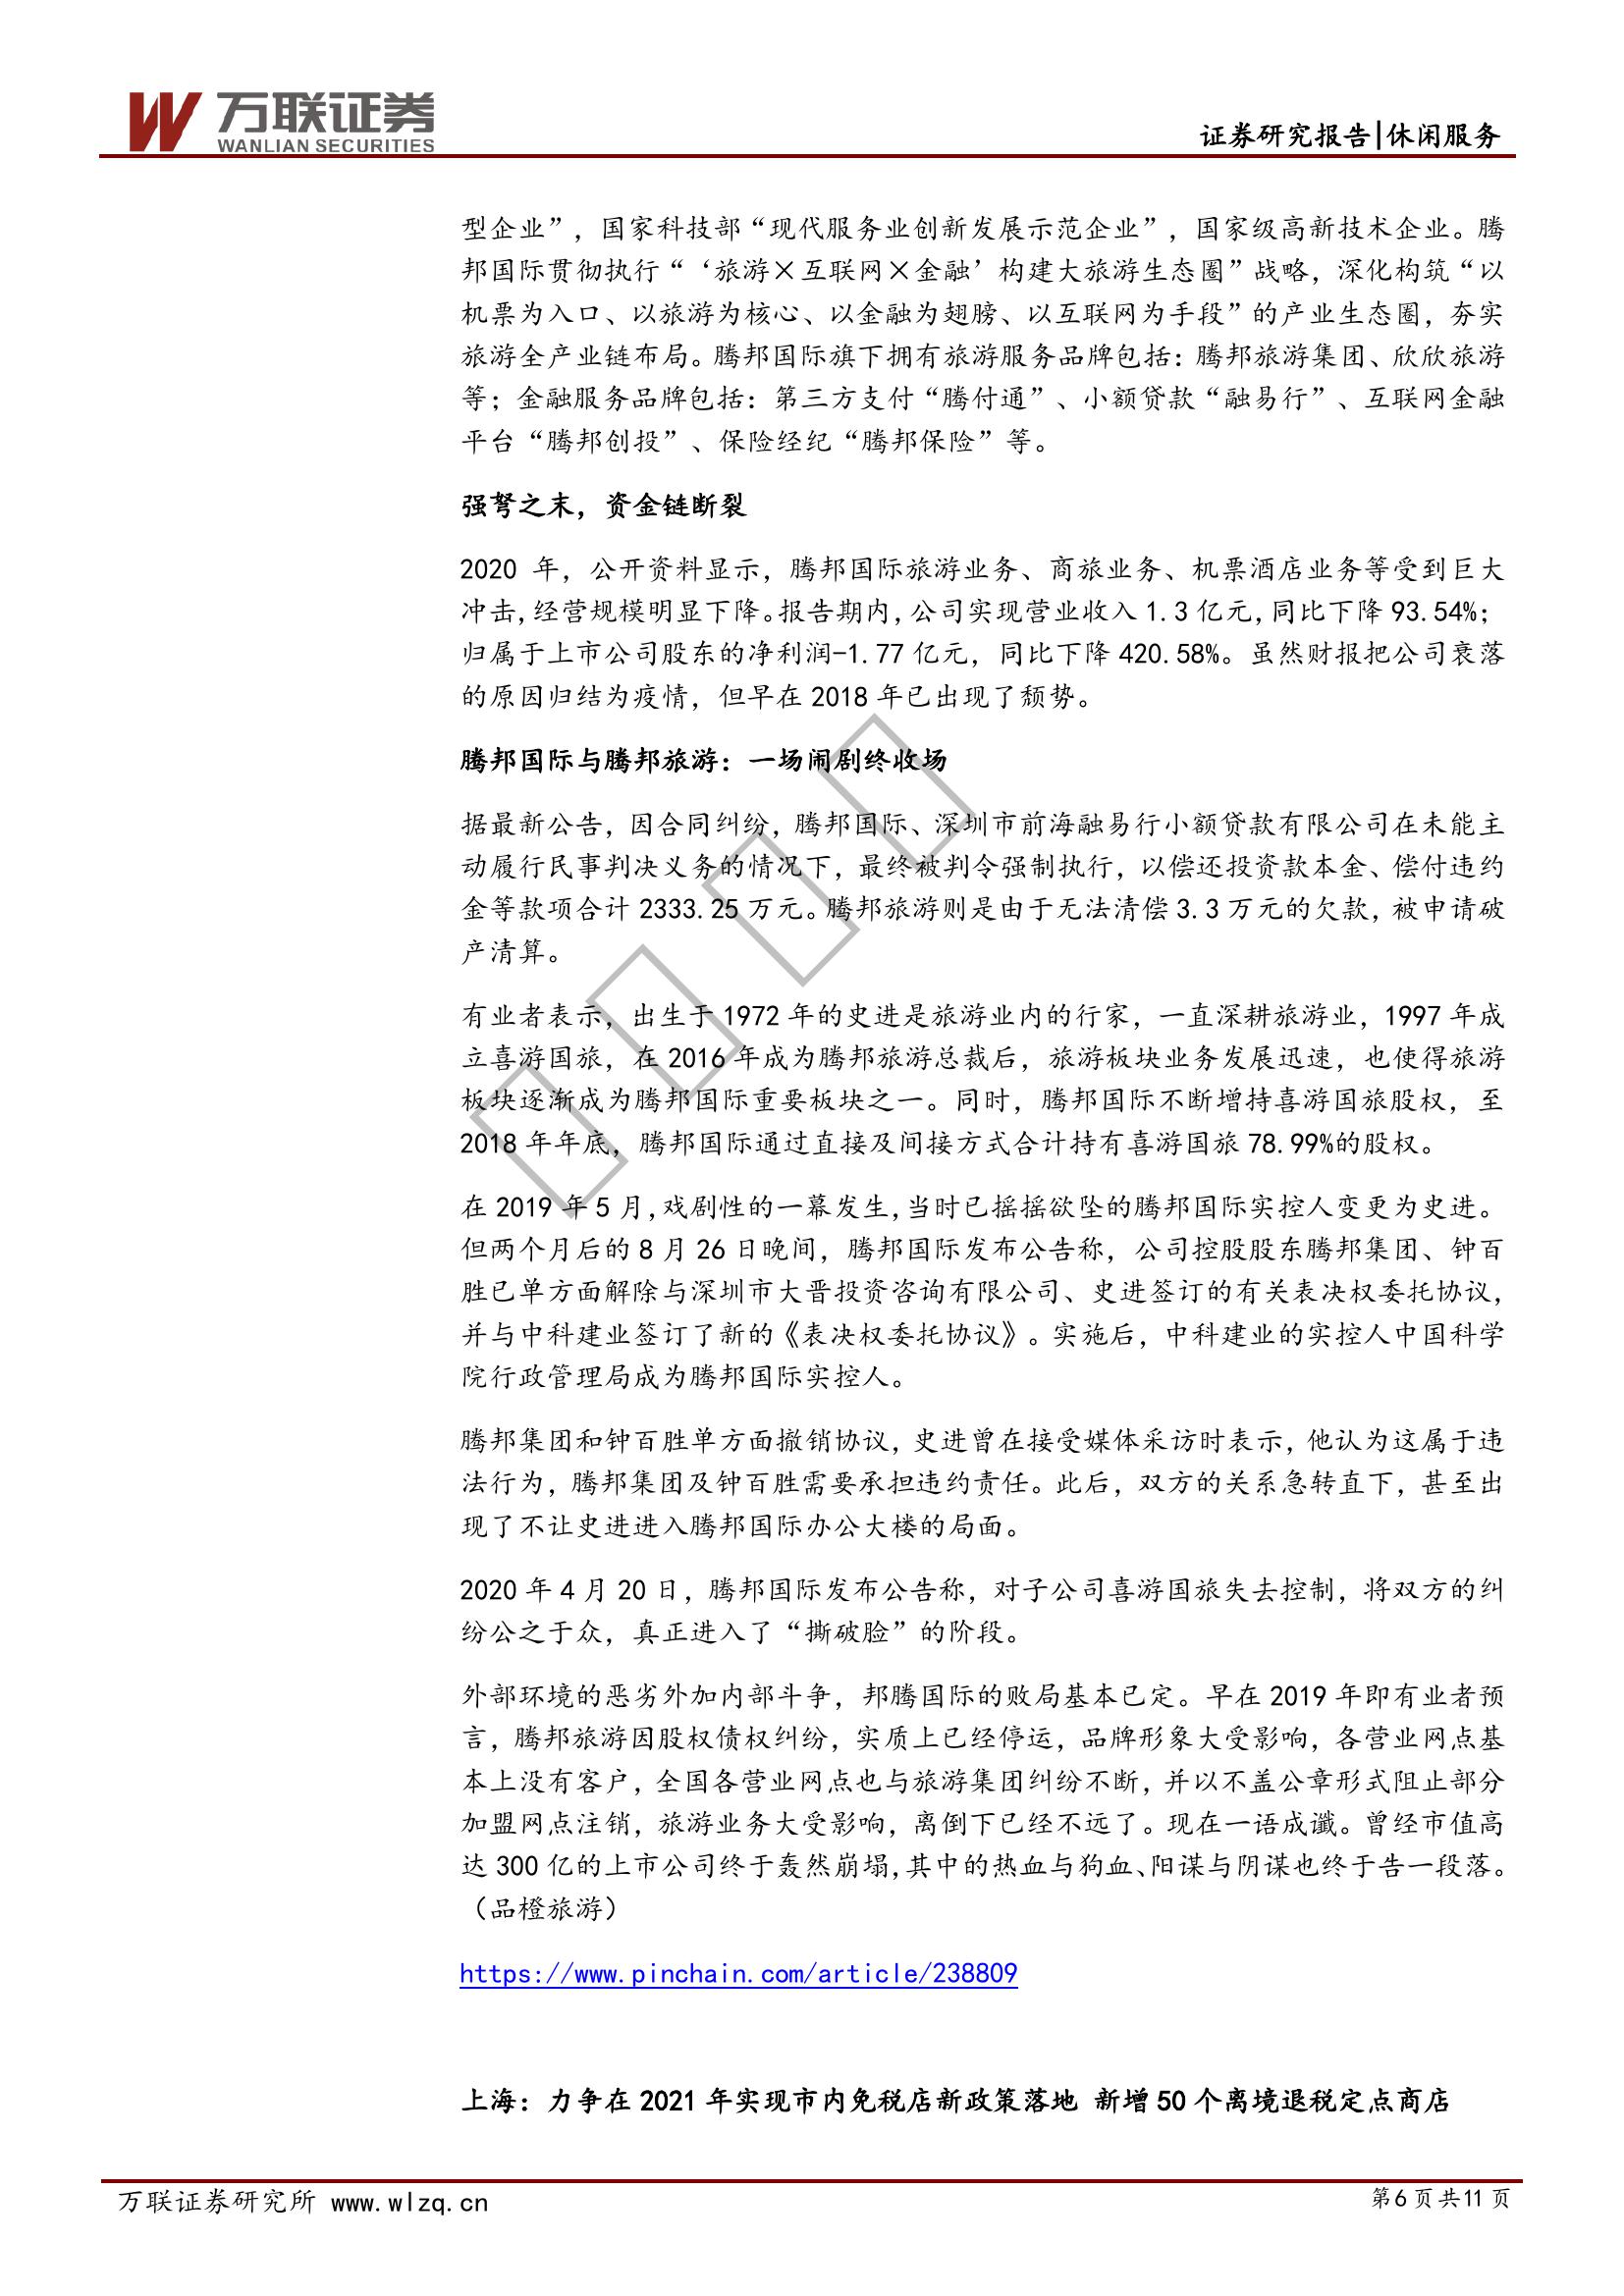 万联证券
WANLIAN SECURITIES
证券研究报告|休闲服务
型企业”，国家科技部“现代服务业创新发展示范企业”，国家级高新技术企业。腾
邦国际贯彻执行“‘旅游×互联网×金融’构建大旅游生态圈”战略，深化构筑“以
机票为入口、以旅游为核心、以金融为翅膀、以互联网为手段”的产业生态圈，夯实
旅游全产业链布局。腾邦国际旗下拥有旅游服务品牌包括：腾邦旅游集团、欣欣旅游
等；金融服务品牌包括：第三方支付“腾付通”、小额贷款“融易行”、互联网金融
平台“腾邦创投”、保险经纪“腾邦保险”等。
强弩之末，资金链断裂
2020 年，公开资料显示，腾邦国际旅游业务、商旅业务、机票酒店业务等受到巨大
冲击，经营规模明显下降。报告期内，公司实现营业收入 1.3 亿元，同比下降 93.54%；
归属于上市公司股东的净利润-1.77 亿元，同比下降 420.58%。虽然财报把公司衰落
的原因归结为疫情，但早在 2018 年已出现了颓势。
腾邦国际与腾邦旅游：一场闹剧终收场
据最新公告，因合同纠纷，腾邦国际、深圳市前海融易行小额贷款有限公司在未能主
动履行民事判决义务的情况下，最终被判令强制执行，以偿还投资款本金、偿付违约
金等款项合计 2333.25 万元。腾邦旅游则是由于无法清偿 3.3 万元的欠款，被申请破
产清算。
有业者表示，出生于 1972 年的史进是旅游业内的行家，一直深耕旅游业，1997 年成
立喜游国旅，在 2016 年成为腾邦旅游总裁后，旅游板块业务发展迅速，也使得旅游
板块逐渐成为腾邦国际重要板块之一。同时，腾邦国际不断增持喜游国旅股权，至
2018 年年底，腾邦国际通过直接及间接方式合计持有喜游国旅 78.99%的股权。
在 2019 年 5 月，戏剧性的一幕发生，当时已摇摇欲坠的腾邦国际实控人变更为史进。
但两个月后的 8 月 26 日晚间，腾邦国际发布公告称，公司控股股东腾邦集团、钟百
胜已单方面解除与深圳市大晋投资咨询有限公司、史进签订的有关表决权委托协议，
并与中科建业签订了新的《表决权委托协议》。实施后，中科建业的实控人中国科学
院行政管理局成为腾邦国际实控人。
腾邦集团和钟百胜单方面撤销协议，史进曾在接受媒体采访时表示，他认为这属于违
法行为，腾邦集团及钟百胜需要承担违约责任。此后，双方的关系急转直下，甚至出
现了不让史进进入腾邦国际办公大楼的局面。
2020 年 4 月 20 日，腾邦国际发布公告称，对子公司喜游国旅失去控制，将双方的纠
纷公之于众，真正进入了“撕破脸”的阶段。
外部环境的恶劣外加内部斗争，邦腾国际的败局基本已定。早在 2019 年即有业者预
言，腾邦旅游因股权债权纠纷，实质上已经停运，品牌形象大受影响，各营业网点基
本上没有客户，全国各营业网点也与旅游集团纠纷不断，并以不盖公章形式阻止部分
加盟网点注销，旅游业务大受影响，离倒下已经不远了。现在一语成谶。曾经市值高
达 300 亿的上市公司终于轰然崩塌，其中的热血与狗血、阳谋与阴谋也终于告一段落。
（品橙旅游）
https://www.pinchain.com/article/238809
上海：力争在 2021 年实现市内免税店新政策落地 新增 50 个离境退税定点商店
万联证券研究所 www.wlzq.cn
第 6 页 共 11 页